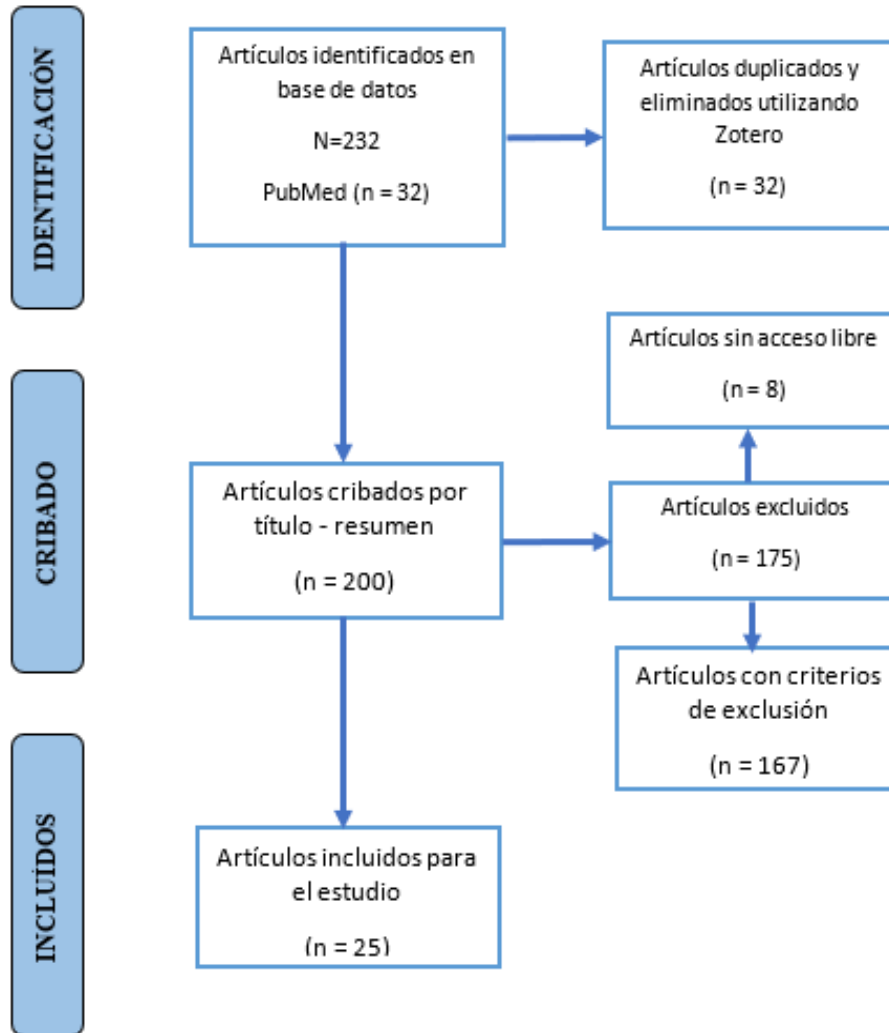 IDENTIFICACIÓN
Artículos identificados en
base de datos
N=232
PubMed (n = 32)
Artículos duplicados y
eliminados utilizando
Zotero
(n = 32)
Artículos sin acceso libre
(n = 8)
CRIBADO
Artículos cribados por
título - resumen
(n = 200)
Artículos excluidos
(n = 175)
Artículos con criterios
de exclusión
(n = 167)
INCLUÍDOS
Artículos incluidos para
el estudio
(n = 25)